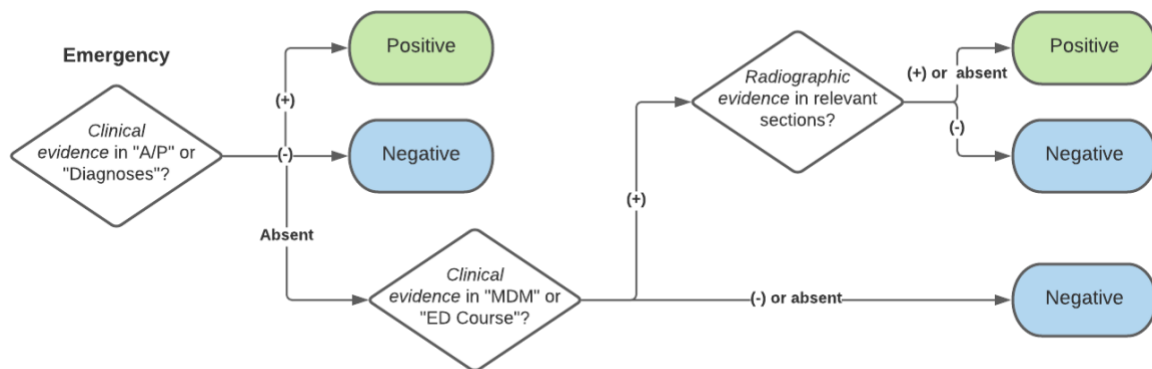 Emergency
Clinical
evidence in "A/P" or
"Diagnoses"?
(+)
Positive
(-)
Negative
Absent
Clinical
evidence in "MDM" or
"ED Course"?
(+)
Radiographic
evidence in relevant
sections?
(+) or absent
Positive
(-)
Negative
(-) or absent
Negative